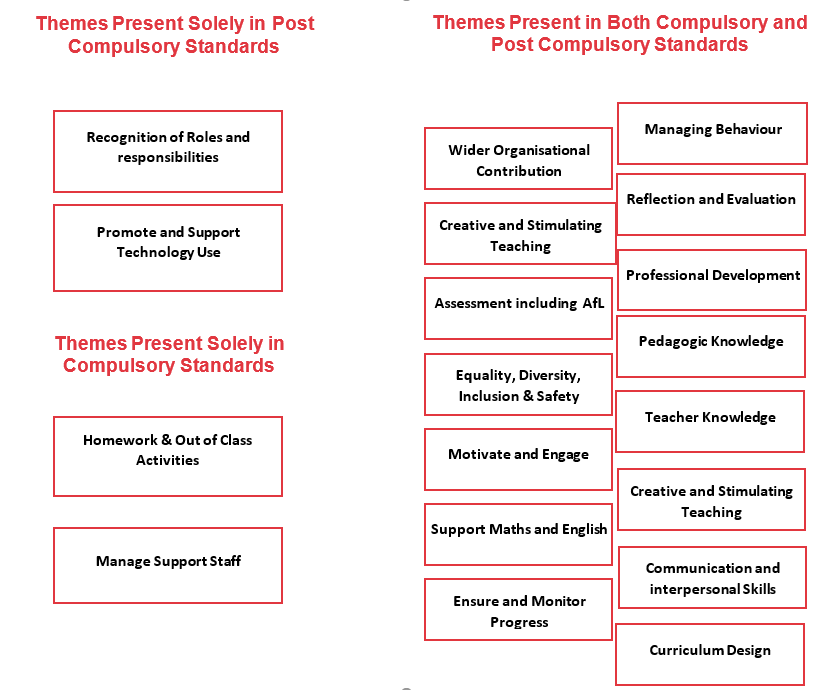 Themes Present Solely in Post
Compulsory Standards
Recognition of Roles and
responsibilities
Promote and Support
Technology Use
Themes Present Solely in
Compulsory Standards
Homework & Out of Class
Activities
Manage Support Staff
Themes Present in Both Compulsory and
Post Compulsory Standards
Wider Organisational
Contribution
Creative and Stimulating
Teaching
Assessment including AfL
Equality, Diversity,
Inclusion & Safety
Motivate and Engage
Support Maths and English
Ensure and Monitor
Progress
Managing Behaviour
Reflection and Evaluation
Professional Development
Pedagogic Knowledge
Teacher Knowledge
Creative and Stimulating
Teaching
Communication and
interpersonal Skills
Curriculum Design